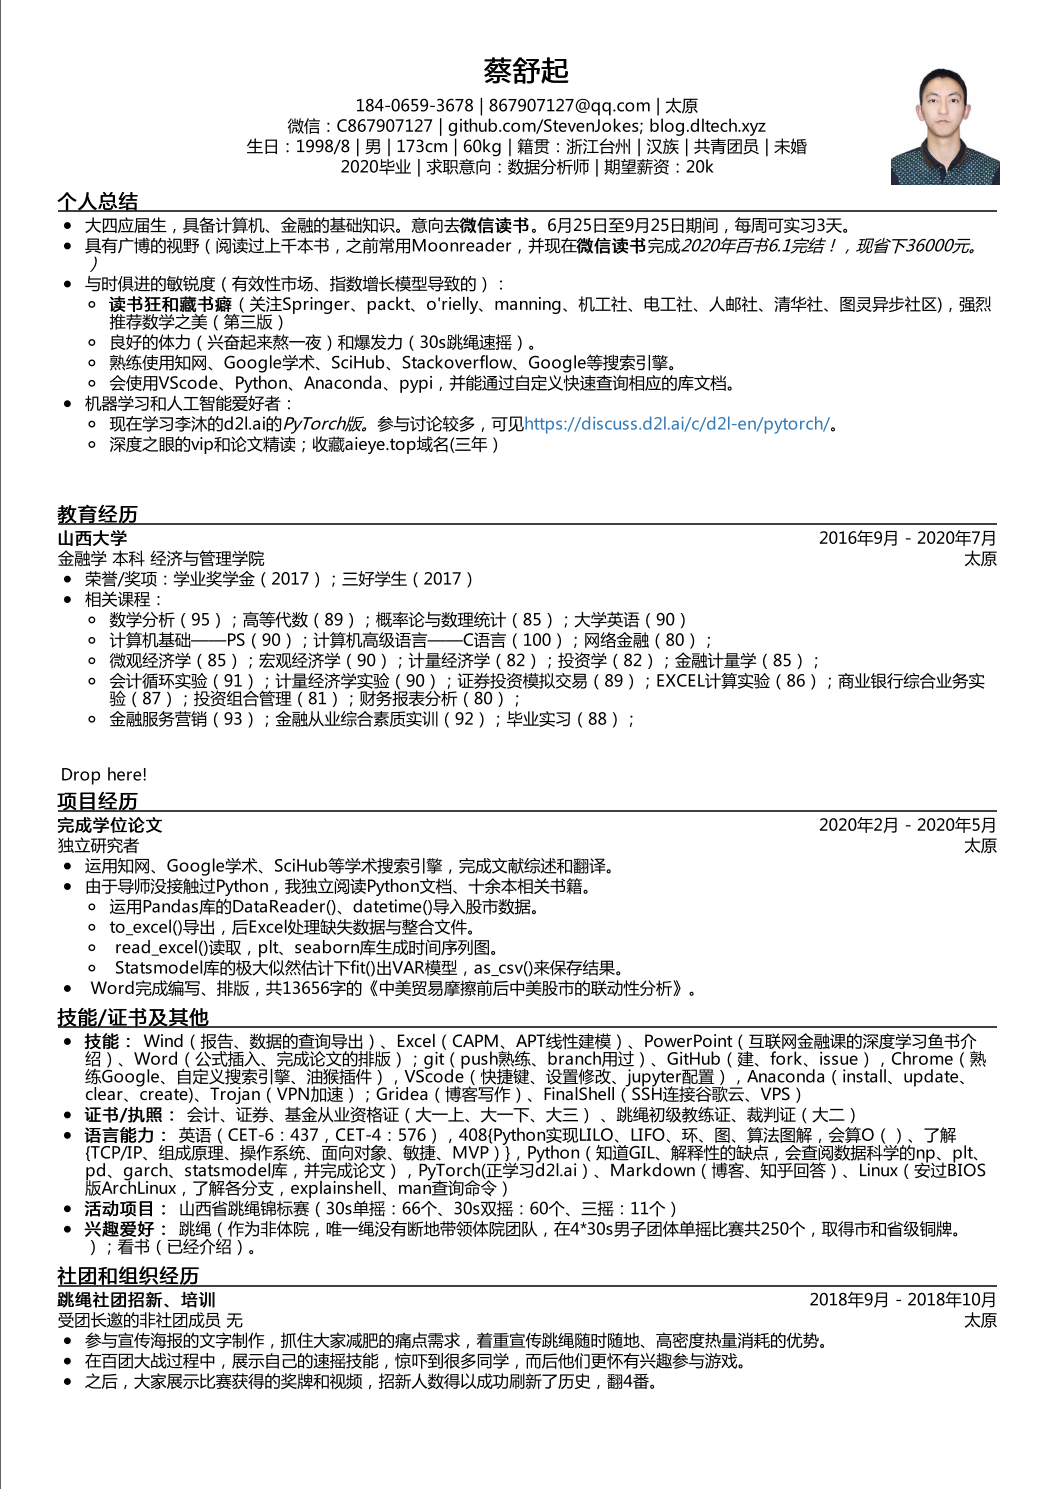 蔡舒起
184-0659-3678 | 867907127@qq.com | 太原
微信：C867907127 | github.com/StevenJokes; blog.dltech.xyz
生日：1998/8 | 男 | 173cm | 60kg | 籍贯：浙江台州 | 汉族 | 共青团员 | 未婚
2020毕业 | 求职意向：数据分析师 | 期望薪资：20k
个人总结
● 大四应届生，具备计算机、金融的基础知识。意向去微信读书。6月25日至9月25日期间，每周可实习3天。
● 具有广博的视野（阅读过上千本书，之前常用Moonreader，并现在微信读书完成2020年百书6.1完结！，现省下36000元。
）
● 与时俱进的敏锐度（有效性市场、指数增长模型导致的）：
○ 读书狂和藏书癖（关注Springer、packt、o'rielly、manning、机工社、电工社、人邮社、清华社、图灵异步社区)，强烈
推荐数学之美（第三版）
○ 良好的体力（兴奋起来熬一夜）和爆发力（30s跳绳速摇）。
○ 熟练使用知网、Google学术、SciHub、Stackoverflow、Google等搜索引擎。
○ 会使用VScode、Python、Anaconda、pypi，并能通过自定义快速查询相应的库文档。
● 机器学习和人工智能爱好者：
○ 现在学习李沐的d2l.ai的PyTorch版。参与讨论较多，可见https://discuss.d2l.ai/c/d2l-en/pytorch/。
○ 深度之眼的vip和论文精读；收藏aieye.top域名(三年）
教育经历
山西大学 2016年9月 - 2020年7月
金融学 本科 经济与管理学院 太原
● 荣誉/奖项：学业奖学金（2017）；三好学生（2017）
● 相关课程：
○ 数学分析（95）；高等代数（89）；概率论与数理统计（85）；大学英语（90）
○ 计算机基础——PS（90）；计算机高级语言——C语言（100）；网络金融（80）；
○ 微观经济学（85）；宏观经济学（90）；计量经济学（82）；投资学（82）；金融计量学（85）；
○ 会计循环实验（91）；计量经济学实验（90）；证券投资模拟交易（89）；EXCEL计算实验（86）；商业银行综合业务实
验（87）；投资组合管理（81）；财务报表分析（80）；
○ 金融服务营销（93）；金融从业综合素质实训（92）；毕业实习（88）；
Drop here!
项目经历
完成学位论文 2020年2月 - 2020年5月
独立研究者 太原
● 运用知网、Google学术、SciHub等学术搜索引擎，完成文献综述和翻译。
● 由于导师没接触过Python，我独立阅读Python文档、十余本相关书籍。
○ 运用Pandas库的DataReader()、datetime()导入股市数据。
○ to_excel()导出，后Excel处理缺失数据与整合文件。
○ read_excel()读取，plt、seaborn库生成时间序列图。
○ Statsmodel库的极大似然估计下fit()出VAR模型，as_csv()来保存结果。
● Word完成编写、排版，共13656字的《中美贸易摩擦前后中美股市的联动性分析》。
技能/证书及其他
● 技能： Wind（报告、数据的查询导出）、Excel（CAPM、APT线性建模）、PowerPoint（互联网金融课的深度学习鱼书介
绍）、Word（公式插入、完成论文的排版）；git（push熟练、branch用过）、GitHub（建、fork、issue），Chrome（熟
练Google、自定义搜索引擎、油猴插件），VScode（快捷键、设置修改、jupyter配置），Anaconda（install、update、
clear、create)、Trojan（VPN加速）；Gridea（博客写作）、FinalShell（SSH连接谷歌云、VPS）
● 证书/执照： 会计、证券、基金从业资格证（大一上、大一下、大三） 、跳绳初级教练证、裁判证（大二）
● 语言能力： 英语（CET-6：437，CET-4：576），408{Python实现LILO、LIFO、环、图、算法图解，会算O（ ）、了解
{TCP/IP、组成原理、操作系统、面向对象、敏捷、MVP）}，Python（知道GIL、解释性的缺点，会查阅数据科学的np、plt、
pd、garch、statsmodel库，并完成论文），PyTorch(正学习d2l.ai）、Markdown（博客、知乎回答）、Linux（安过BIOS
版ArchLinux，了解各分支，explainshell、man查询命令）
● 活动项目： 山西省跳绳锦标赛（30s单摇：66个、30s双摇：60个、三摇：11个）
● 兴趣爱好： 跳绳（作为非体院，唯一绳没有断地带领体院团队，在4*30s男子团体单摇比赛共250个，取得市和省级铜牌。
）；看书（已经介绍）。
社团和组织经历
跳绳社团招新、培训 2018年9月 - 2018年10月
受团长邀的非社团成员 无 太原
● 参与宣传海报的文字制作，抓住大家减肥的痛点需求，着重宣传跳绳随时随地、高密度热量消耗的优势。
● 在百团大战过程中，展示自己的速摇技能，惊吓到很多同学，而后他们更怀有兴趣参与游戏。
● 之后，大家展示比赛获得的奖牌和视频，招新人数得以成功刷新了历史，翻4番。